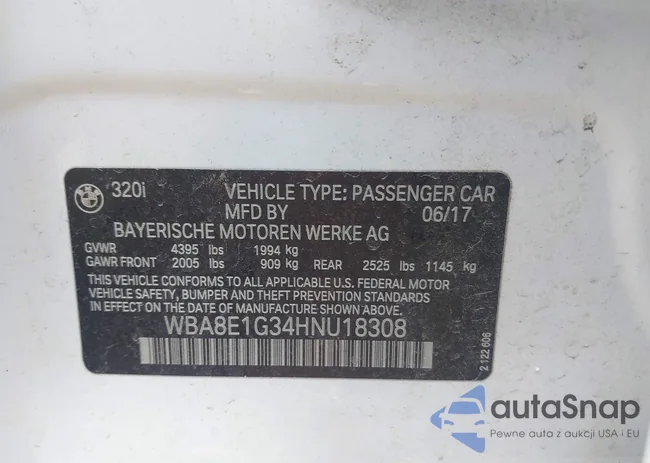 320i VEHICLE TYPE: PASSENGER CAR
MFD BY 06/17
BAYERISCHE MOTOREN WERKE AG
GVWR 4395 lbs 1994 kg
GAWR FRONT 2005 lbs 909 kg REAR 2525 lbs 1145 kg
THIS VEHICLE CONFORMS TO ALL APPLICABLE U.S. FEDERAL MOTOR
VEHICLE SAFETY, BUMPER AND THEFT PREVENTION STANDARDS
IN EFFECT ON THE DATE OF MANUFACTURE SHOWN ABOVE.
WBA8E1G34HNU18308
2 122 606
autaSnap
Pewne auta z aukcji USA i EU